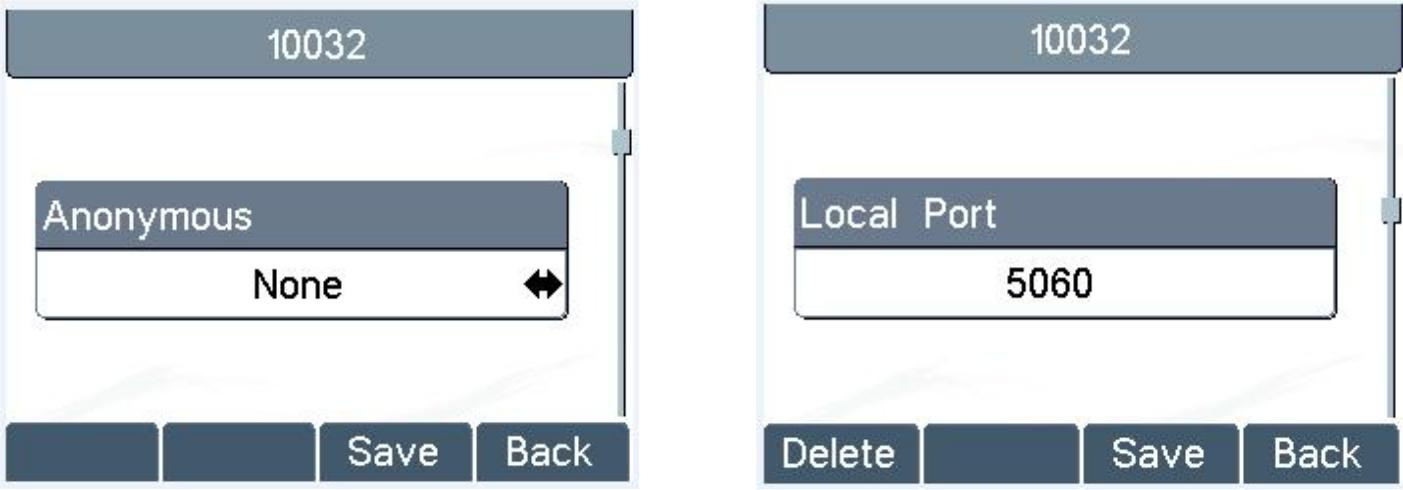 10032
Anonymous
None
Save Back
10032
Local Port
5060
Delete Save Back